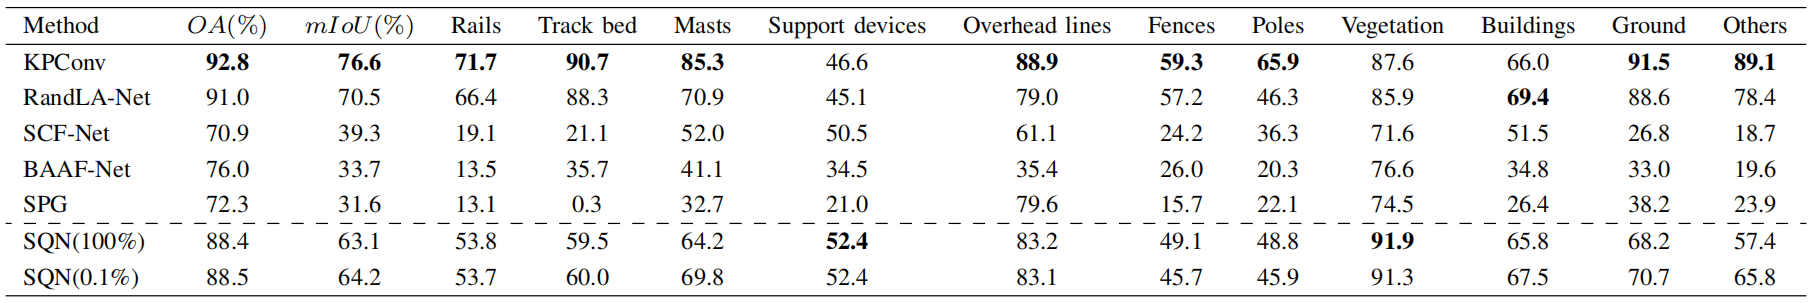 Method OA(%) mIoU(%) Rails Track bed Masts Support devices Overhead lines Fences Poles Vegetation Buildings Ground Others
KPConv 92.8 76.6 71.7 90.7 85.3 46.6 88.9 59.3 65.9 87.6 66.0 91.5 89.1
RandLA-Net 91.0 70.5 66.4 88.3 70.9 45.1 79.0 57.2 46.3 85.9 69.4 88.6 78.4
SCF-Net 70.9 39.3 19.1 21.1 52.0 50.5 61.1 24.2 36.3 71.6 51.5 26.8 18.7
BAAF-Net 76.0 33.7 13.5 35.7 41.1 34.5 35.4 26.0 20.3 76.6 34.8 33.0 19.6
SPG 72.3 31.6 13.1 0.3 32.7 21.0 79.6 15.7 22.1 74.5 26.4 38.2 23.9
SQN(100%) 88.4 63.1 53.8 59.5 64.2 52.4 83.2 49.1 48.8 91.9 65.8 68.2 57.4
SQN(0.1%) 88.5 64.2 53.7 60.0 69.8 52.4 83.1 45.7 45.9 91.3 67.5 70.7 65.8